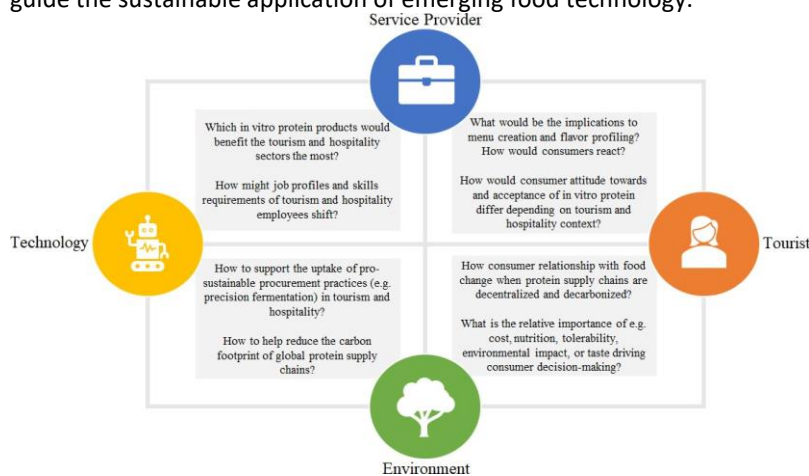 guide the sustainable application of emerging food technology.
Service Provider
Which in vitro protein products would
benefit the tourism and hospitality
sectors the most?
How might job profiles and skills
requirements of tourism and hospitality
employees shift?
What would be the implications to
menu creation and flavor profiling?
How would consumers react?
How would consumer attitude towards
and acceptance of in vitro protein
differ depending on tourism and
hospitality context?
Technology
Tourist
How to support the uptake of pro-
sustainable procurement practices (e.g.
precision fermentation) in tourism and
hospitality?
How to help reduce the carbon
footprint of global protein supply
chains?
How consumer relationship with food
change when protein supply chains are
decentralized and decarbonized?
What is the relative importance of e.g.
cost, nutrition, tolerability,
environmental impact, or taste driving
consumer decision-making?
Environment